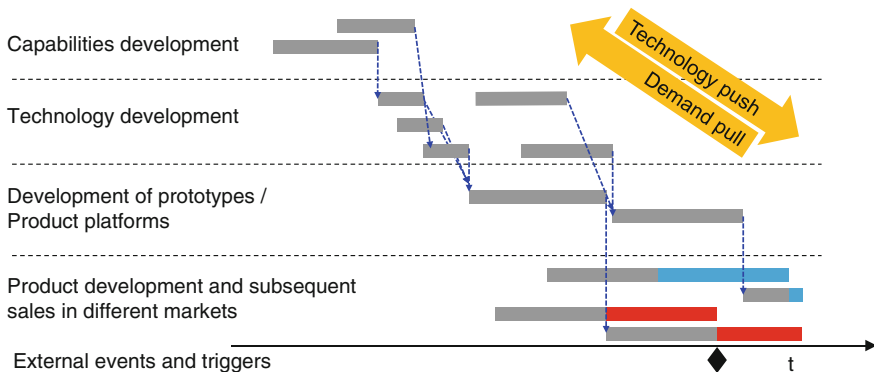 Capabilities development
Technology push
Demand pull
Technology development
Development of prototypes /
Product platforms
Product development and subsequent
sales in different markets
External events and triggers
t